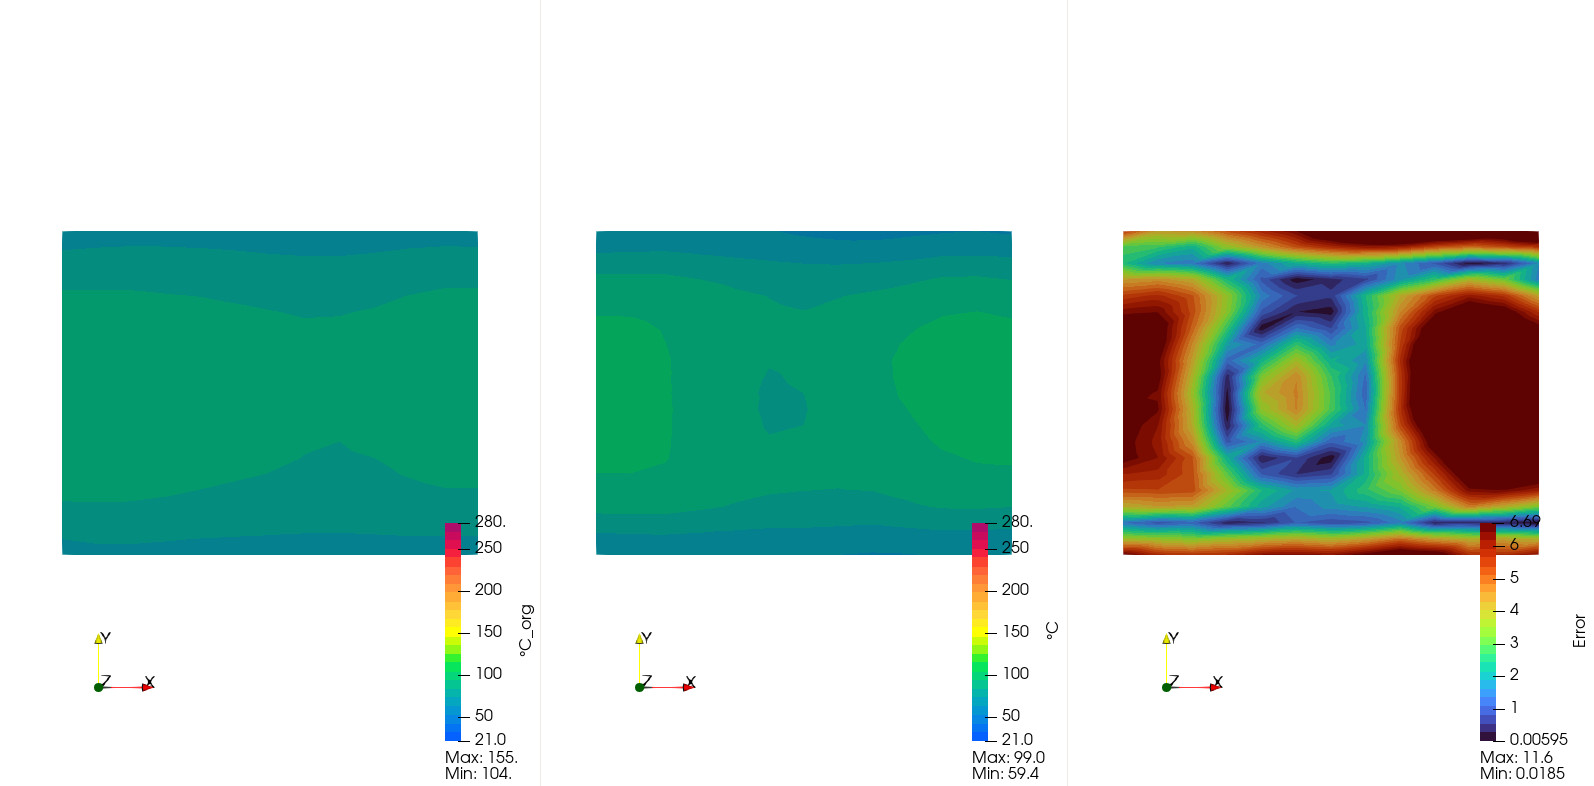 280.
250
200
150
100
50
21.0
°C_org
Max: 155.
Min: 104.
Y
Z
X
280.
250
200
150
100
50
21.0
°C
Max: 99.0
Min: 59.4
Y
Z
X
6.69
6
5
4
3
2
1
0.00595
Error
Max: 11.6
Min: 0.0185
Y
Z
X